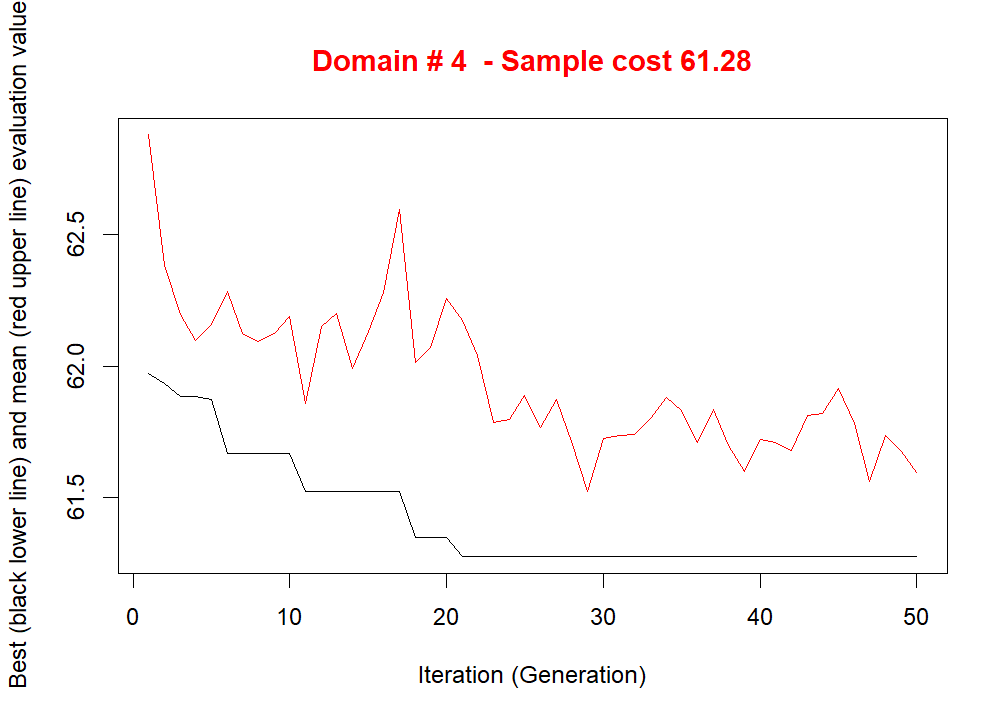 Domain # 4  - Sample cost 61.28
Best (black lower line) and mean (red upper line) evaluation value
62.5
62.0
61.5
0 10 20 30 40 50
Iteration (Generation)